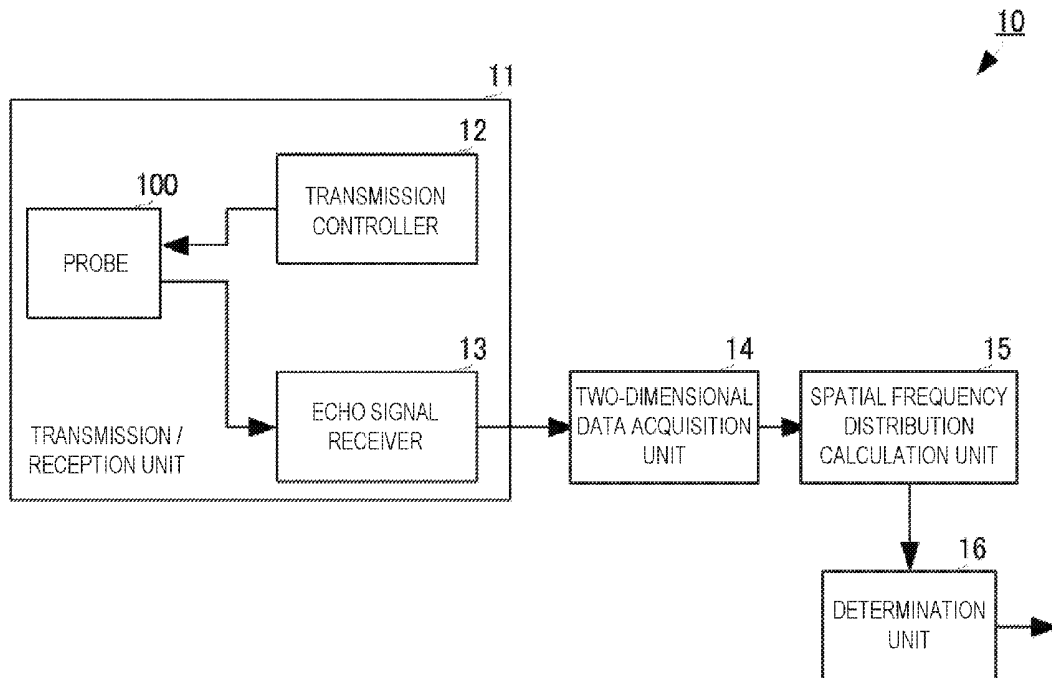 10
11
12
TRANSMISSION
CONTROLLER
100
PROBE
13
ECHO SIGNAL
RECEIVER
TRANSMISSION /
RECEPTION UNIT
14
TWO-DIMENSIONAL
DATA ACQUISITION
UNIT
15
SPATIAL FREQUENCY
DISTRIBUTION
CALCULATION UNIT
16
DETERMINATION
UNIT